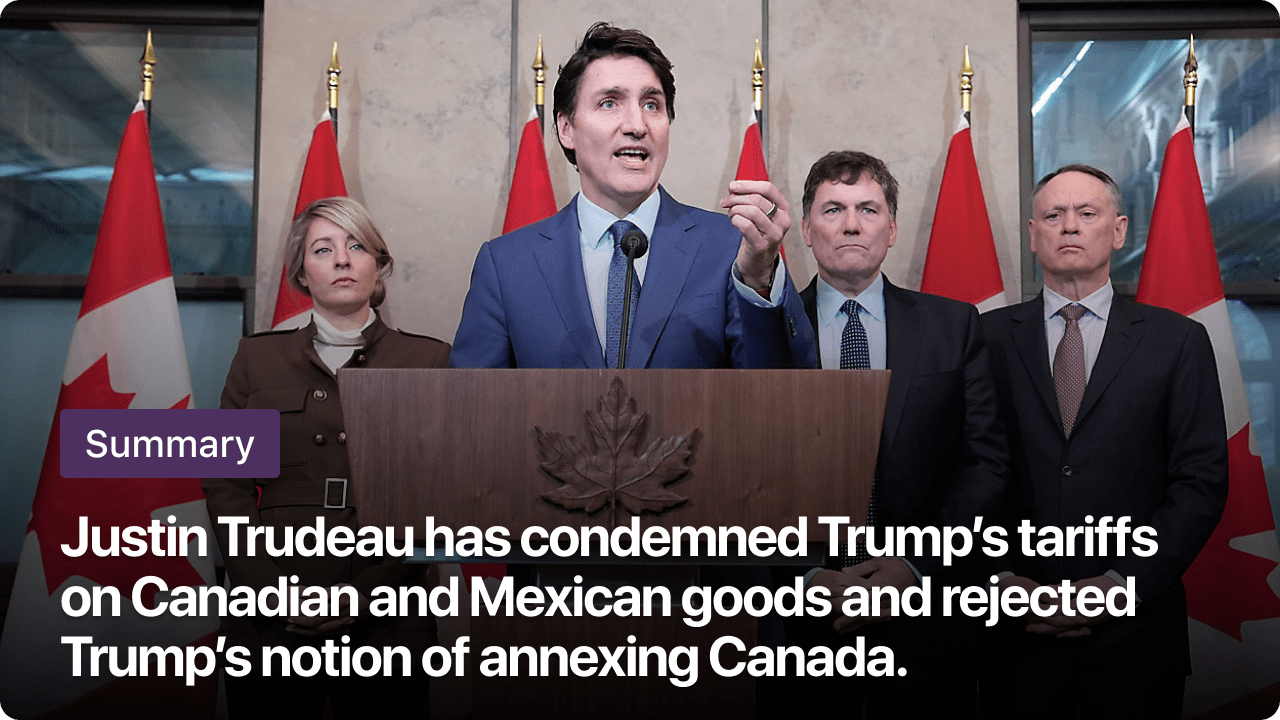 Summary
Justin Trudeau has condemned Trump’s tariffs
on Canadian and Mexican goods and rejected
Trump’s notion of annexing Canada.